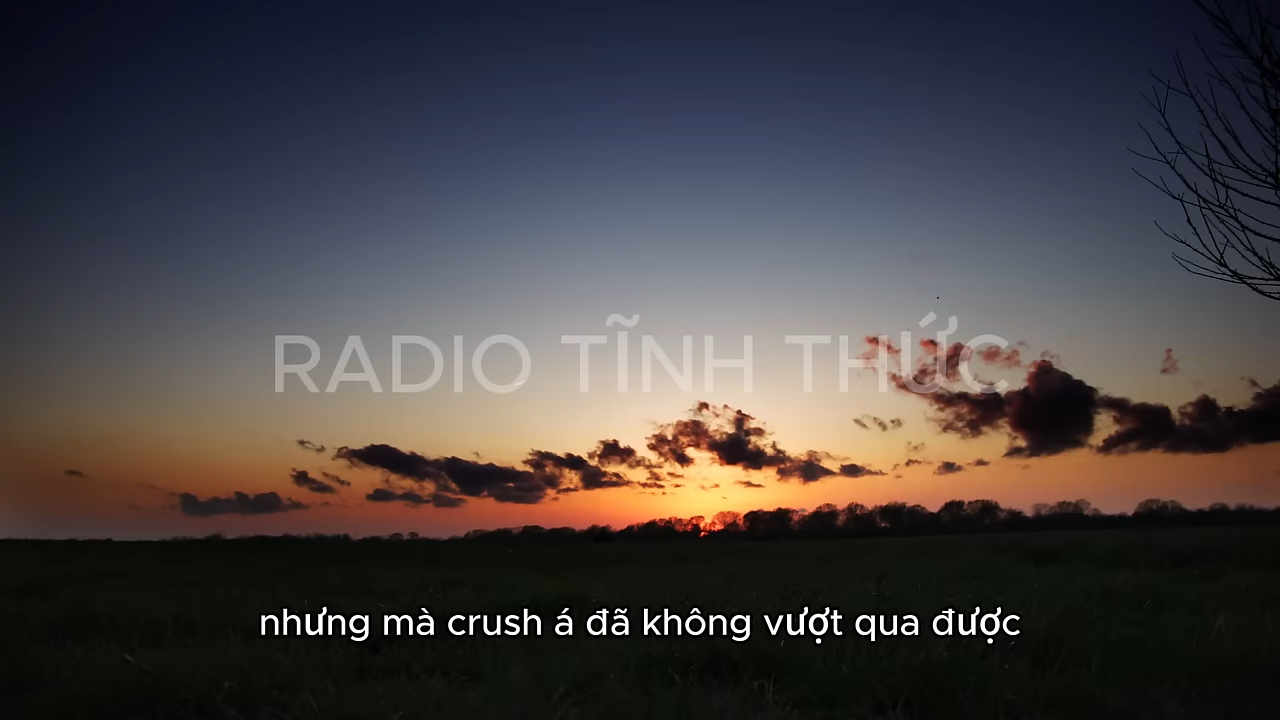 RADIO TĨNH THỨC
nhưng mà crush á đã không vượt qua được